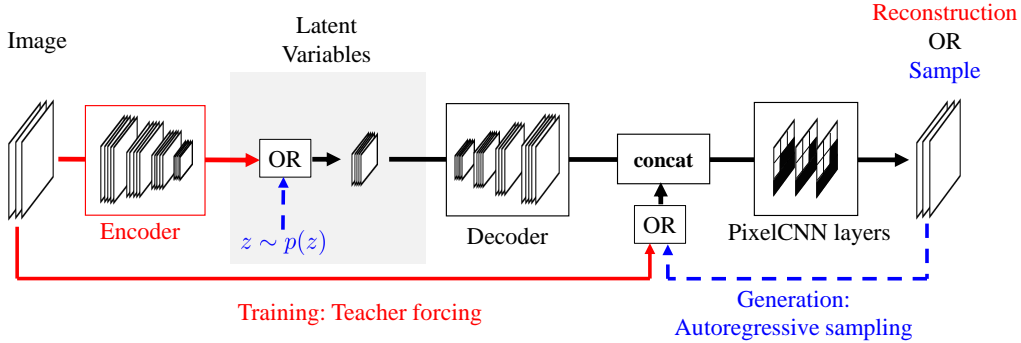 Image
Latent
Variables
Reconstruction
OR
Sample
OR
concat
Encoder
z ∼ p(z)
Decoder
OR
PixelCNN layers
Training: Teacher forcing
Generation:
Autoregressive sampling